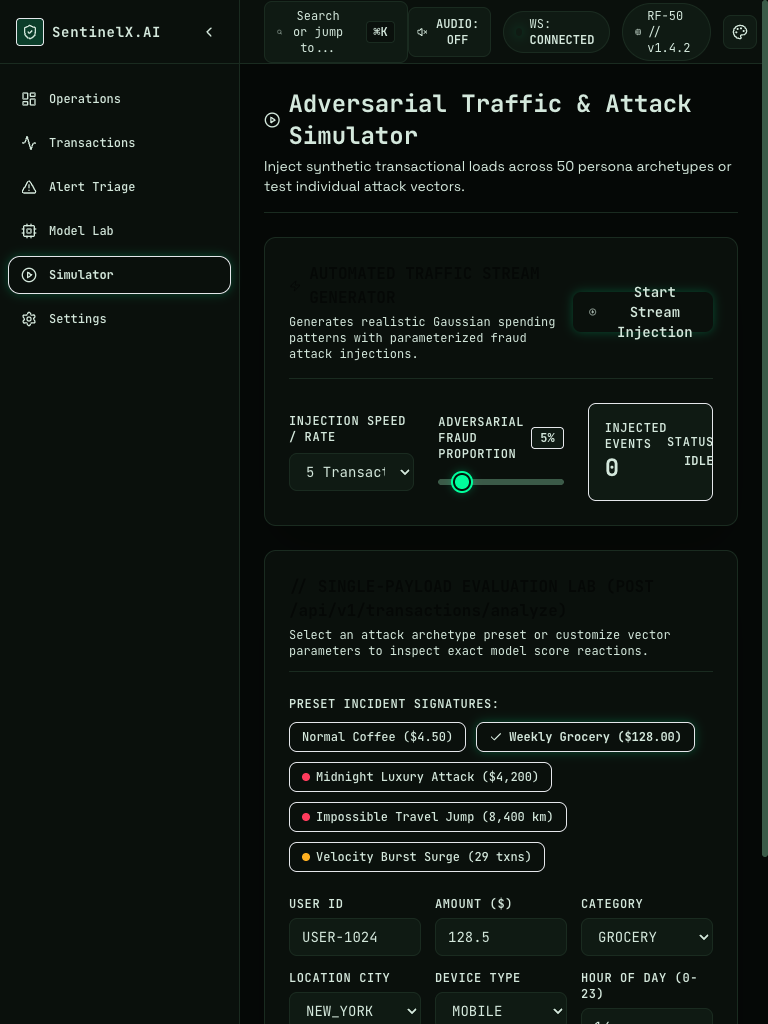 SentinelX.AI
Search
or jump
to...
⌘K
AUDIO:
OFF
WS:
CONNECTED
RF-50
//
v1.4.2
Operations
Transactions
Alert Triage
Model Lab
Simulator
Settings
Adversarial Traffic & Attack
Simulator
Inject synthetic transactional loads across 50 persona archetypes or
test individual attack vectors.
AUTOMATED TRAFFIC STREAM
GENERATOR
Generates realistic Gaussian spending
patterns with parameterized fraud
attack injections.
Start
Stream
Injection
INJECTION SPEED
/ RATE
5 Transact
ADVERSARIAL
FRAUD
PROPORTION
5%
INJECTED
EVENTS
0
STATUS
IDLE
// SINGLE-PAYLOAD EVALUATION LAB (POST
/api/v1/transactions/analyze)
Select an attack archetype preset or customize vector
parameters to inspect exact model score reactions.
PRESET INCIDENT SIGNATURES:
Normal Coffee ($4.50)
Weekly Grocery ($128.00)
Midnight Luxury Attack ($4,200)
Impossible Travel Jump (8,400 km)
Velocity Burst Surge (29 txns)
USER ID
AMOUNT ($)
CATEGORY
USER-1024
128.5
GROCERY
LOCATION CITY
DEVICE TYPE
HOUR OF DAY (0-
23)
NEW_YORK
MOBILE